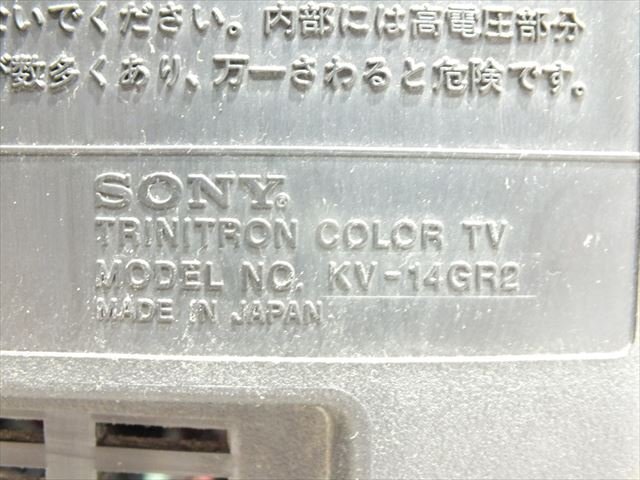 いでください。内部には高電圧部分
数多くあり、万一さわると危険です。
SONY®
TRINITRON COLOR TV
MODEL NO. KV-14GR2
MADE IN JAPAN